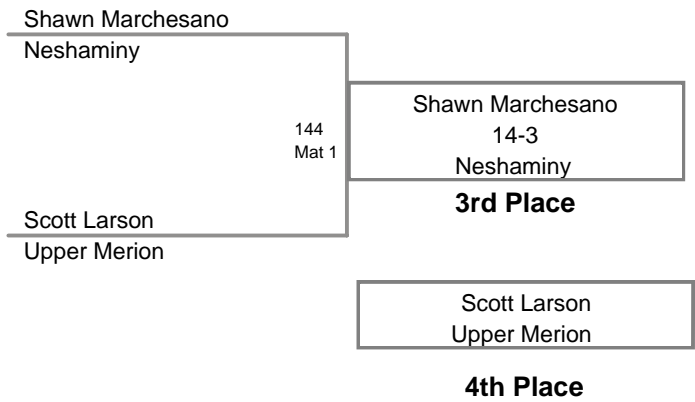 Shawn Marchesano
Neshaminy
144
Mat 1
Shawn Marchesano
14-3
Neshaminy
3rd Place
Scott Larson
Upper Merion
Scott Larson
Upper Merion
4th Place